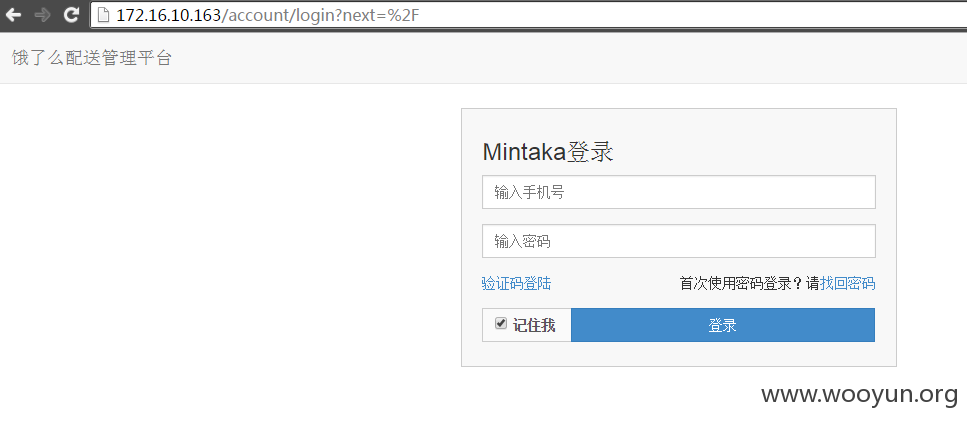 172.16.10.163/account/login?next=%2F
饿了么配送管理平台
Mintaka登录
输入手机号
输入密码
验证码登陆 首次使用密码登录？请找回密码
记住我 登录
www.wooyun.org